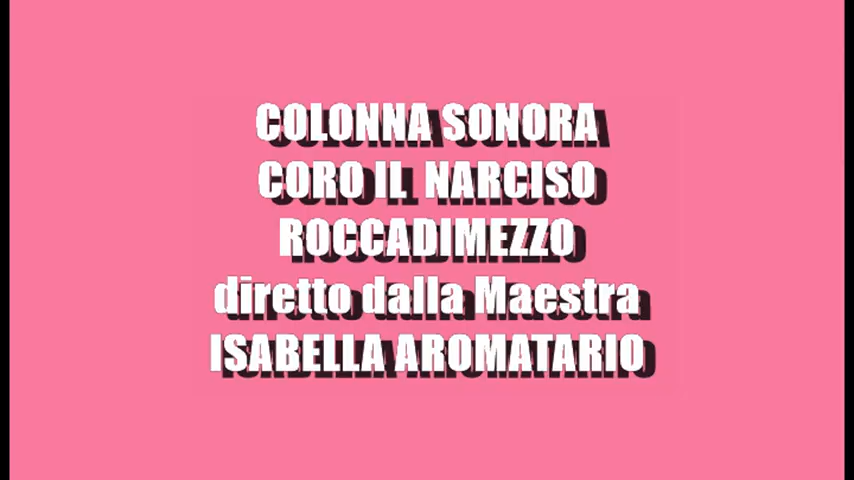 COLONNA SONORA
CORO IL NARCISO
ROCCADIMEZZO
diretto dalla Maestra
ISABELLA AROMATARIO